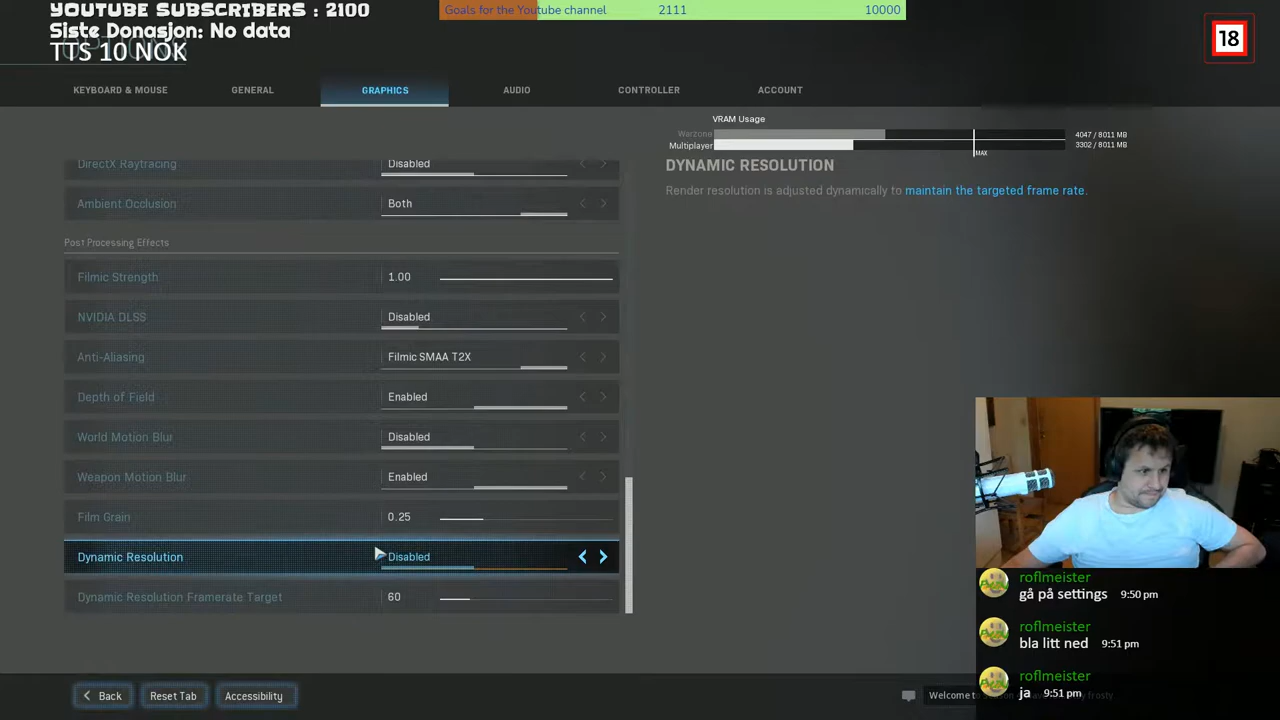 YOUTUBE SUBSCRIBERS : 2100
Siste Donasjon: No data
TTS 10 NOK
Goals for the Youtube channel 2111 10000
18
KEYBOARD & MOUSE GENERAL GRAPHICS AUDIO CONTROLLER ACCOUNT
VRAM Usage
Warzone 4047 / 8011 MB
Multiplayer 3302 / 8011 MB
MAX
DirectX Raytracing Disabled
DYNAMIC RESOLUTION
Render resolution is adjusted dynamically to maintain the targeted frame rate.
Ambient Occlusion Both
Post Processing Effects
Filmic Strength 1.00
NVIDIA DLSS Disabled
Anti-Aliasing Filmic SMAA T2X
Depth of Field Enabled
World Motion Blur Disabled
Weapon Motion Blur Enabled
Film Grain 0.25
Dynamic Resolution Disabled
Dynamic Resolution Framerate Target 60
roflmeister
gå på settings 9:50 pm
roflmeister
bla litt ned 9:51 pm
roflmeister
ja 9:51 pm
Back Reset Tab Accessibility
Welcome to
frosty